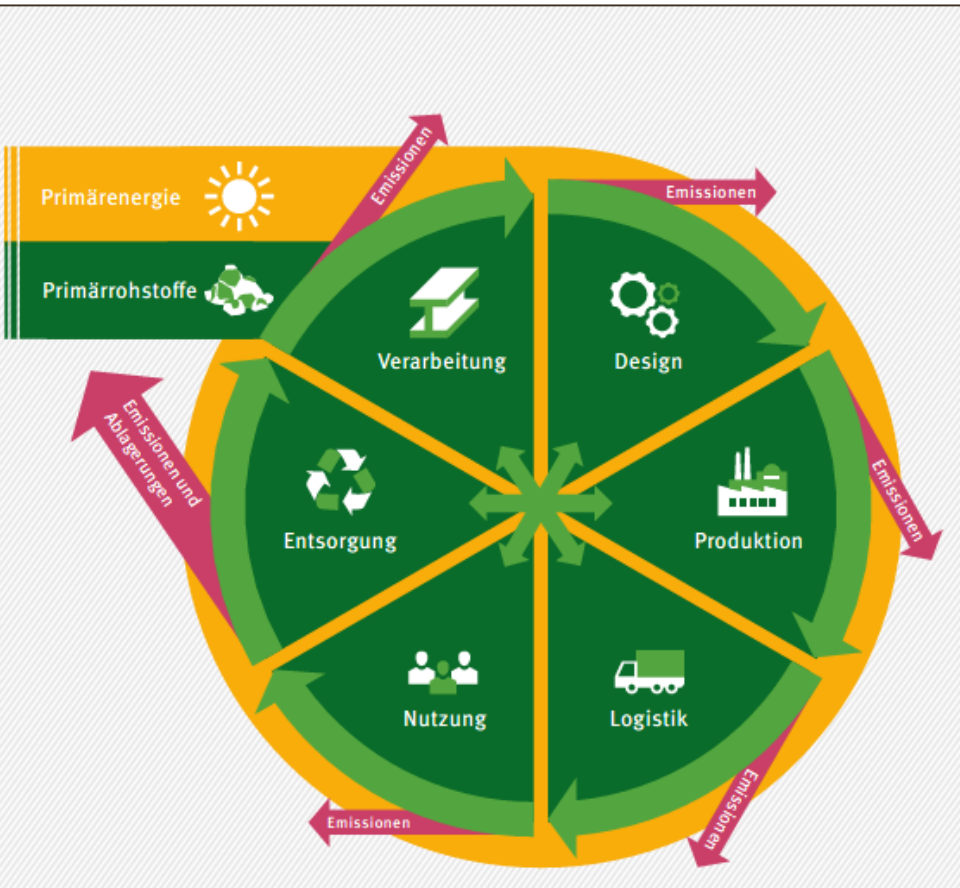 Primärenergie
Primärrohstoffe
Emissionen
Emissionen
Verarbeitung
Design
Emissionen und
Ablagerungen
Entsorgung
Produktion
Emissionen
Nutzung
Logistik
Emissionen
Emissionen